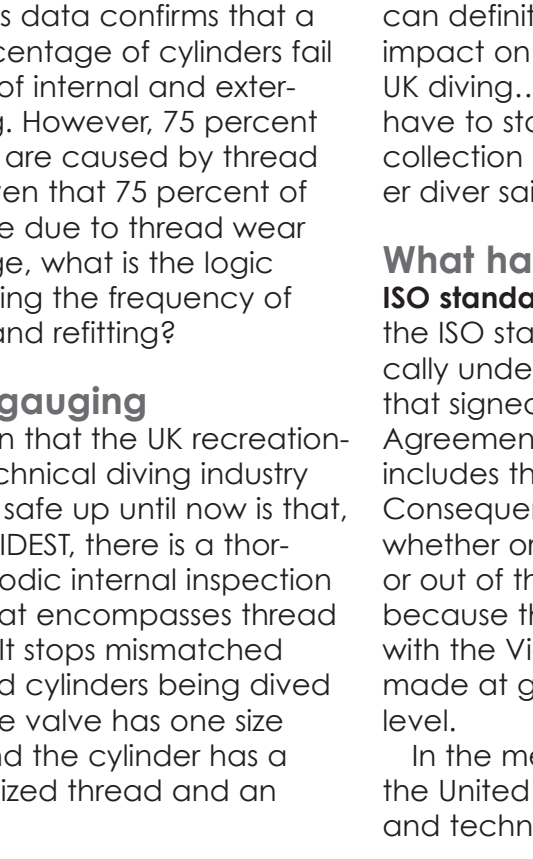 s data confirms that a
centage of cylinders fail
of internal and exter-
g. However, 75 percent
are caused by thread
ven that 75 percent of
e due to thread wear
ge, what is the logic
ing the frequency of
and refitting?
gauging
n that the UK recreation-
chnical diving industry
safe up until now is that,
IDEST, there is a thor-
odic internal inspection
at encompasses thread
It stops mismatched
d cylinders being dived
e valve has one size
nd the cylinder has a
ized thread and an
can definit
impact on
UK diving…
have to sta
collection
er diver sai
What ha
ISO standa
the ISO sta
cally unde
that signed
Agreemen
includes th
Consequen
whether or
or out of th
because th
with the Vi
made at g
level.
In the me
the United
and techn